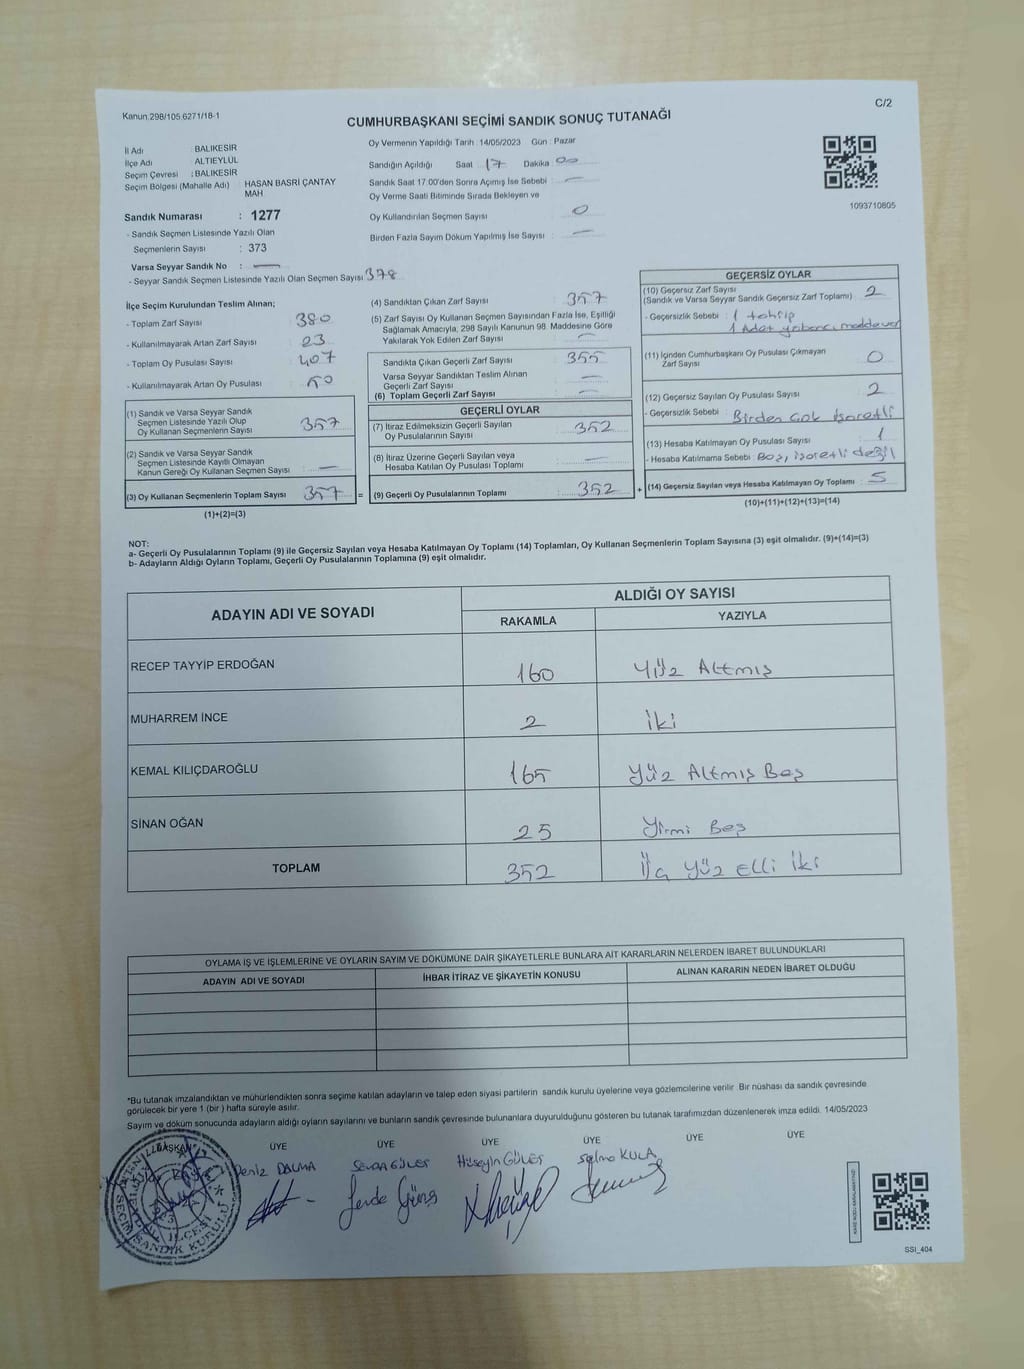 Kanun.298/105.6271/18-1
C/2
CUMHURBAŞKANI SEÇİMİ SANDIK SONUÇ TUTANAĞI
İl Adı : BALIKESİR
İlçe Adı : ALTIEYLÜL
Seçim Çevresi : BALIKESİR
Seçim Bölgesi (Mahalle Adı) : HASAN BASRİ ÇANTAY
MAH
Sandık Numarası : 1277
- Sandık Seçmen Listesinde Yazılı Olan
Seçmenlerin Sayısı : 373
Varsa Seyyar Sandık No : —
- Seyyar Sandık Seçmen Listesinde Yazılı Olan Seçmen Sayısı 378
Oy Vermenin Yapıldığı Tarih : 14/05/2023 Gün : Pazar
Sandığın Açıldığı Saat : 17 Dakika : 00
Sandık Saat 17.00'den Sonra Açımış İse Sebebi : —
Oy Verme Saati Bitiminde Sırada Bekleyen ve
Oy Kullandırılan Seçmen Sayısı : 0
Birden Fazla Sayım Döküm Yapılmış İse Sayısı : —
1093710805
İlçe Seçim Kurulundan Teslim Alınan;
- Toplam Zarf Sayısı : 380
- Kullanılmayarak Artan Zarf Sayısı : 23
- Toplam Oy Pusulası Sayısı : 407
- Kullanılmayarak Artan Oy Pusulası : 50
(1) Sandık ve Varsa Seyyar Sandık
Seçmen Listesinde Yazılı Olup
Oy Kullanan Seçmenlerin Sayısı : 357
(2) Sandık ve Varsa Seyyar Sandık
Seçmen Listesinde Kayıtlı Olmayan
Kanun Gereği Oy Kullanan Seçmen Sayısı : —
(3) Oy Kullanan Seçmenlerin Toplam Sayısı : 357 =
(1)+(2)=(3)
(4) Sandıktan Çıkan Zarf Sayısı : 357
(5) Zarf Sayısı Oy Kullanan Seçmen Sayısından Fazla İse, Eşitliği
Sağlamak Amacıyla, 298 Sayılı Kanunun 98. Maddesine Göre
Yakılarak Yok Edilen Zarf Sayısı : —
Sandıkta Çıkan Geçerli Zarf Sayısı : 355
Varsa Seyyar Sandıktan Teslim Alınan
Geçerli Zarf Sayısı : —
(6) Toplam Geçerli Zarf Sayısı : —
GEÇERLİ OYLAR
(7) İtiraz Edilmeksizin Geçerli Sayılan
Oy Pusulalarının Sayısı : 352
(8) İtiraz Üzerine Geçerli Sayılan veya
Hesaba Katılan Oy Pusulası Toplamı : —
(9) Geçerli Oy Pusulalarının Toplamı : 352 +
GEÇERSİZ OYLAR
(10) Geçersiz Zarf Sayısı
(Sandık ve Varsa Seyyar Sandık Geçersiz Zarf Toplamı) : 2
- Geçersizlik Sebebi : 1 tahrip
1 Adet yabancı maddeva
(11) İçinden Cumhurbaşkanı Oy Pusulası Çıkmayan
Zarf Sayısı : 0
(12) Geçersiz Sayılan Oy Pusulası Sayısı : 2
- Geçersizlik Sebebi : Birden Çok işaretli
(13) Hesaba Katılmayan Oy Pusulası Sayısı : 1
- Hesaba Katılmama Sebebi : Boş, işaretli değil
(14) Geçersiz Sayılan veya Hesaba Katılmayan Oy Toplamı : 5
(10)+(11)+(12)+(13)=(14)
NOT:
a- Geçerli Oy Pusulalarının Toplamı (9) ile Geçersiz Sayılan veya Hesaba Katılmayan Oy Toplamı (14) Toplamları, Oy Kullanan Seçmenlerin Toplam Sayısına (3) eşit olmalıdır. (9)+(14)=(3)
b- Adayların Aldığı Oyların Toplamı, Geçerli Oy Pusulalarının Toplamına (9) eşit olmalıdır.
ADAYIN ADI VE SOYADI
ALDIĞI OY SAYISI
RAKAMLA YAZIYLA
RECEP TAYYİP ERDOĞAN 160 Yüz Altmış
MUHARREM İNCE 2 iki
KEMAL KILIÇDAROĞLU 165 Yüz Altmış Beş
SİNAN OĞAN 25 Yirmi Beş
TOPLAM 352 Üç Yüz elli iki
OYLAMA İŞ VE İŞLEMLERİNE VE OYLARIN SAYIM VE DÖKÜMÜNE DAİR ŞİKAYETLERLE BUNLARA AİT KARARLARIN NELERDEN İBARET BULUNDUKLARI
ADAYIN ADI VE SOYADI İHBAR İTİRAZ VE ŞİKAYETİN KONUSU ALINAN KARARIN NEDEN İBARET OLDUĞU
*Bu tutanak imzalandıktan ve mühürlendikten sonra seçime katılan adayların ve talep eden siyasi partilerin sandık kurulu üyelerine veya gözlemcilerine verilir. Bir nüshası da sandık çevresinde
görülecek bir yere 1 (bir ) hafta süreyle asılır.
Sayım ve döküm sonucunda adayların aldığı oyların sayılarını ve bunların sandık çevresinde bulunanlara duyurulduğunu gösteren bu tutanak tarafımızdan düzenlenerek imza edildi. 14/05/2023
BAŞKAN ÜYE ÜYE ÜYE ÜYE ÜYE ÜYE
Deniz DALMA Sevda GÜLEŞ Hüseyin GÜLEŞ Selma KULA
SANDIK KURULU
SSİ_404